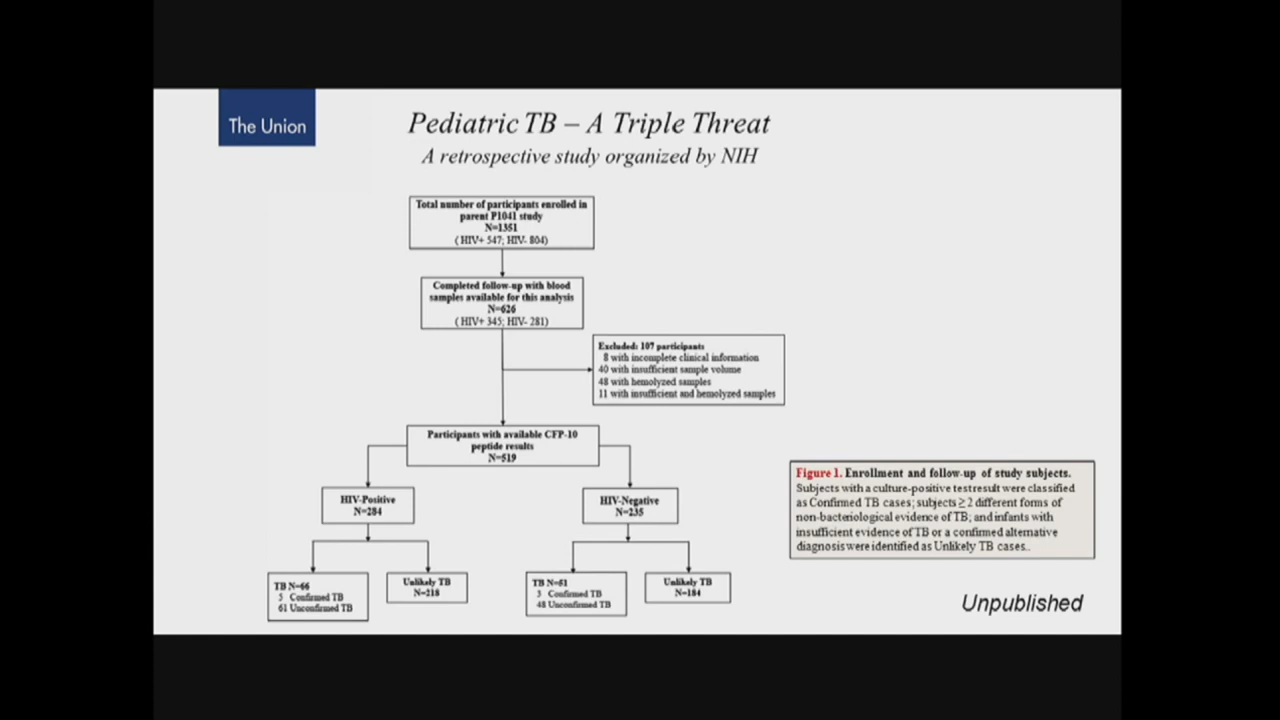 The Union
Pediatric TB – A Triple Threat
A retrospective study organized by NIH
Total number of participants enrolled in
parent P1041 study
N=1351
( HIV+ 547; HIV- 804)
Completed follow-up with blood
samples available for this analysis
N=626
( HIV+ 345; HIV- 281)
Excluded: 107 participants
8 with incomplete clinical information
40 with insufficient sample volume
48 with hemolyzed samples
11 with insufficient and hemolyzed samples
Participants with available CFP-10
peptide results
N=519
HIV-Positive
N=284
HIV-Negative
N=235
TB N=66
5 Confirmed TB
61 Unconfirmed TB
Unlikely TB
N=218
TB N=51
3 Confirmed TB
48 Unconfirmed TB
Unlikely TB
N=184
Figure 1. Enrollment and follow-up of study subjects.
Subjects with a culture-positive testresult were classified
as Confirmed TB cases; subjects ≥ 2 different forms of
non-bacteriological evidence of TB; and infants with
insufficient evidence of TB or a confirmed alternative
diagnosis were identified as Unlikely TB cases..
Unpublished